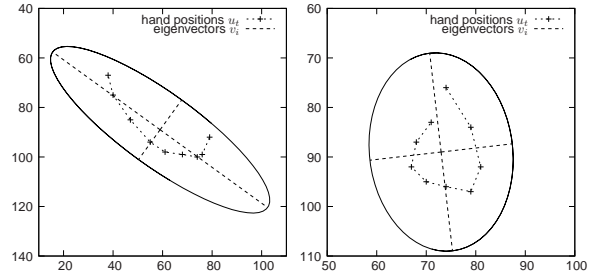 40
60
80
100
120
140
20 40 60 80 100
hand positions u_t
eigenvectors v_i
60
70
80
90
100
110
50 60 70 80 90 100
hand positions u_t
eigenvectors v_i